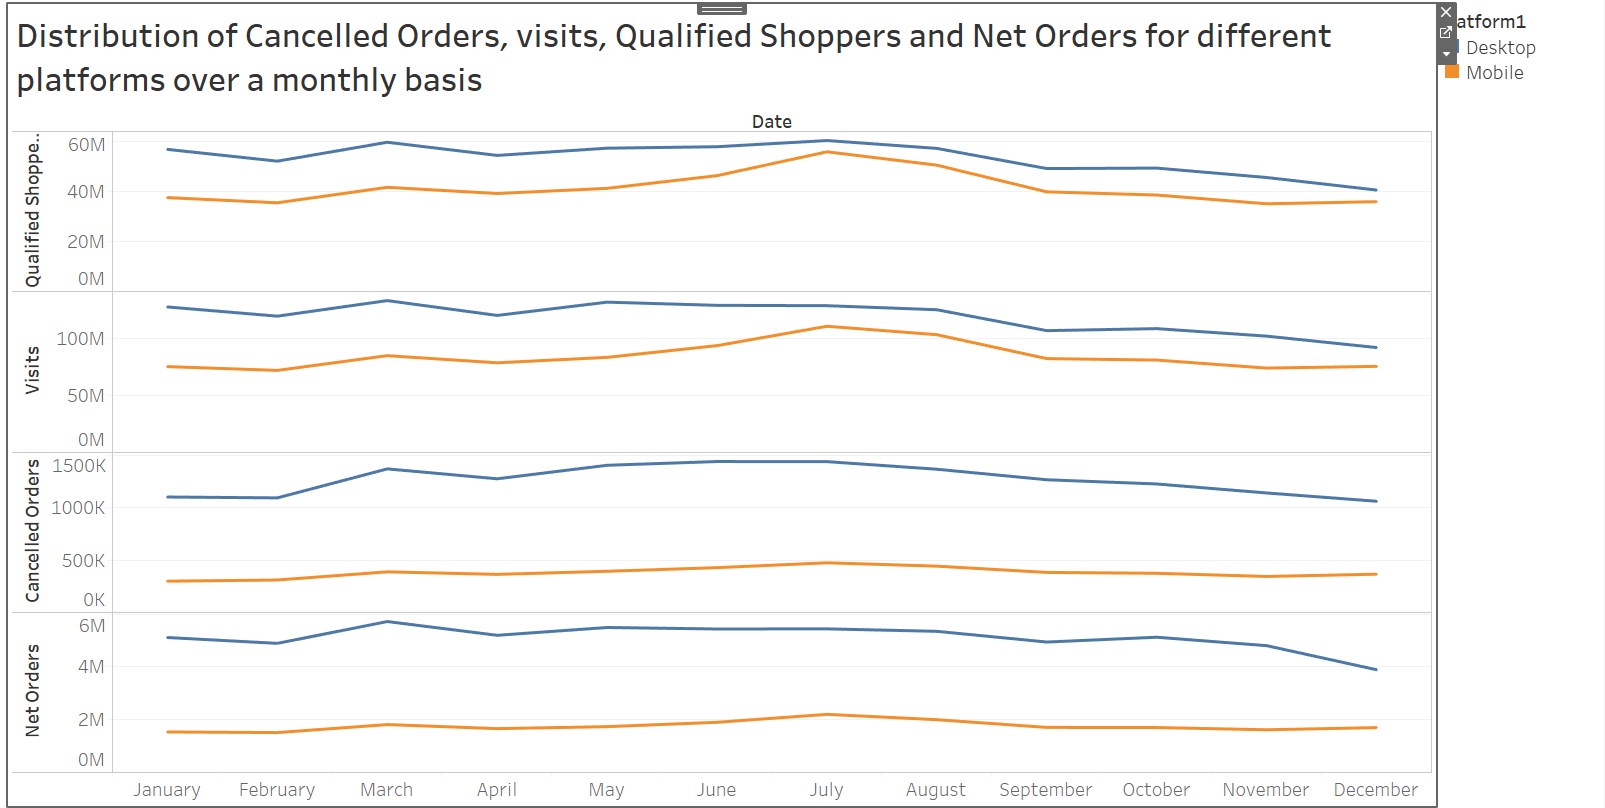 Distribution of Cancelled Orders, visits, Qualified Shoppers and Net Orders for different
platforms over a monthly basis
atform1
Desktop
Mobile
Date
Qualified Shoppe...
60M
40M
20M
0M
Visits
100M
50M
0M
Cancelled Orders
1500K
1000K
500K
0K
Net Orders
6M
4M
2M
0M
January February March April May June July August September October November December